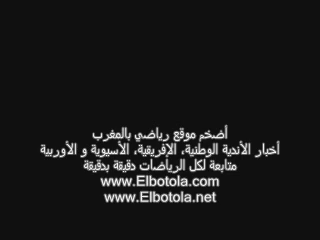 أضخم موقع رياضي بالمغرب
أخبار الأندية الوطنية، الإفريقية، الأسيوية و الأوربية
متابعة لكل الرياضات دقيقة بدقيقة
www.Elbotola.com
www.Elbotola.net